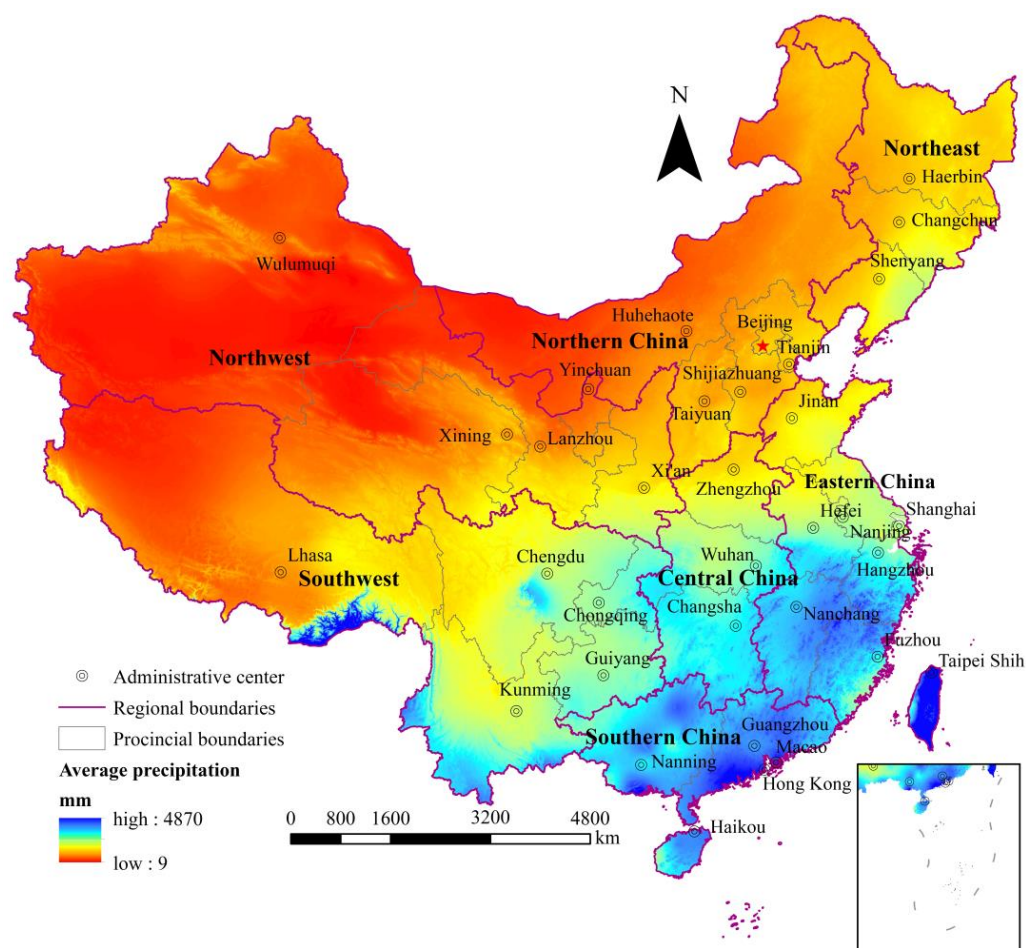 N
Northeast
Haerbin
Changchun
Shenyang
Wulumuqi
Huhehaote
Beijing
Northern China
Tianjin
Northwest
Yinchuan
Shijiazhuang
Taiyuan
Jinan
Xining
Lanzhou
Xi'an
Zhengzhou
Eastern China
Hefei
Shanghai
Nanjing
Lhasa
Southwest
Chengdu
Wuhan
Hangzhou
Central China
Chongqing
Changsha
Nanchang
Fuzhou
Guiyang
Taipei Shih
Kunming
Guangzhou
Southern China
Macao
Nanning
Hong Kong
Haikou
Administrative center
Regional boundaries
Procincial boundaries
Average precipitation
mm
high : 4870
low : 9
0 800 1600 3200 4800
km